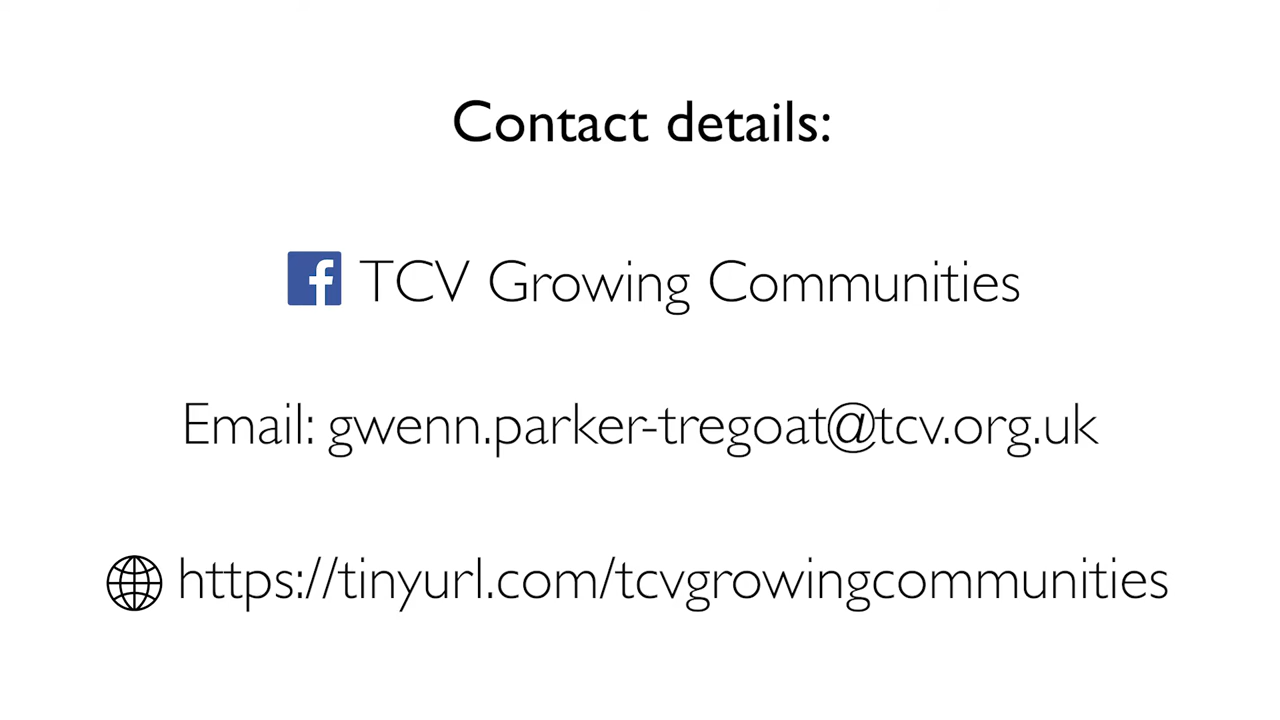 Contact details:
TCV Growing Communities
Email: gwenn.parker-tregoat@tcv.org.uk
https://tinyurl.com/tcvgrowingcommunities